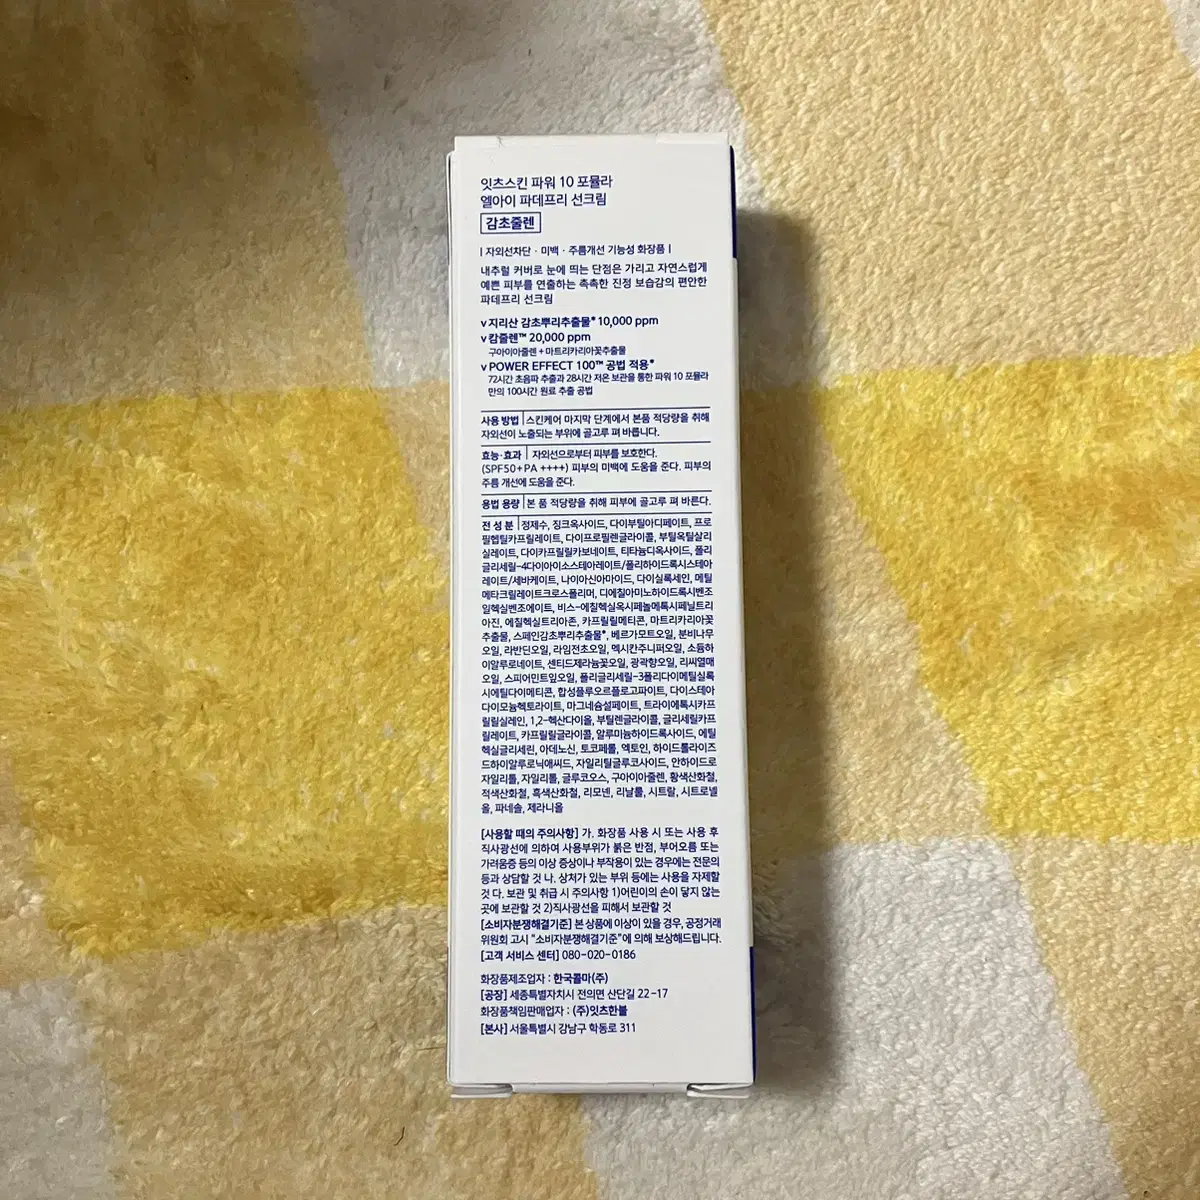 잇츠스킨 파워 10 포뮬라
엘아이 파데프리 선크림
감초줄렌
| 자외선차단 · 미백 · 주름개선 기능성 화장품 |
내추럴 커버로 눈에 띄는 단점은 가리고 자연스럽게
예쁜 피부를 연출하는 촉촉한 진정 보습감의 편안한
파데프리 선크림
v 지리산 감초뿌리추출물* 10,000 ppm
v 캄줄렌™ 20,000 ppm
구아이아줄렌 + 마트리카리아꽃추출물
v POWER EFFECT 100™ 공법 적용*
72시간 초음파 추출과 28시간 저온 보관을 통한 파워 10 포뮬라
만의 100시간 원료 추출 공법
사용 방법 | 스킨케어 마지막 단계에서 본품 적당량을 취해
자외선이 노출되는 부위에 골고루 펴 바릅니다.
효능·효과 | 자외선으로부터 피부를 보호한다.
(SPF50+PA ++++) 피부의 미백에 도움을 준다. 피부의
주름 개선에 도움을 준다.
용법 용량 | 본 품 적당량을 취해 피부에 골고루 펴 바른다.
전 성 분 | 정제수, 징크옥사이드, 다이부틸아디페이트, 프로
필헵틸카프릴레이트, 다이프로필렌글라이콜, 부틸옥틸살리
실레이트, 다이카프릴릴카보네이트, 티타늄디옥사이드, 폴리
글리세릴-4다이아이소스테아레이트/폴리하이드록시스테아
레이트/세바케이트, 나이아신아마이드, 다이실록세인, 메틸
메타크릴레이트크로스폴리머, 디에칠아미노하이드록시벤조
일헥실벤조에이트, 비스-에칠헥실옥시페놀메톡시페닐트리
아진, 에칠헥실트리아존, 카프릴릴메티콘, 마트리카리아꽃
추출물, 스페인감초뿌리추출물*, 베르가모트오일, 분비나무
오일, 라반딘오일, 라임전초오일, 멕시칸주니퍼오일, 소듐하
이알루로네이트, 센티드제라늄꽃오일, 광곽향오일, 리씨열매
오일, 스피어민트잎오일, 폴리글리세릴-3폴리다이메틸실록
시에틸다이메티콘, 합성플루오르플로고파이트, 다이스테아
다이모늄헥토라이트, 마그네슘설페이트, 트라이에톡시카프
릴릴실레인, 1,2-헥산다이올, 부틸렌글라이콜, 글리세릴카프
릴레이트, 카프릴릴글라이콜, 알루미늄하이드록사이드, 에틸
헥실글리세린, 아데노신, 토코페롤, 엑토인, 하이드롤라이즈
드하이알루로닉애씨드, 자일리틸글루코사이드, 안하이드로
자일리톨, 자일리톨, 글루코오스, 구아이아줄렌, 황색산화철,
적색산화철, 흑색산화철, 리모넨, 리날룰, 시트랄, 시트로넬
올, 파네솔, 제라니올
[사용할 때의 주의사항] 가. 화장품 사용 시 또는 사용 후
직사광선에 의하여 사용부위가 붉은 반점, 부어오름 또는
가려움증 등의 이상 증상이나 부작용이 있는 경우에는 전문의
등과 상담할 것 나. 상처가 있는 부위 등에는 사용을 자제할
것 다. 보관 및 취급 시 주의사항 1)어린이의 손이 닿지 않는
곳에 보관할 것 2)직사광선을 피해서 보관할 것
[소비자분쟁해결기준] 본 상품에 이상이 있을 경우, 공정거래
위원회 고시 "소비자분쟁해결기준"에 의해 보상해드립니다.
[고객 서비스 센터] 080-020-0186
화장품제조업자 : 한국콜마(주)
[공장] 세종특별자치시 전의면 산단길 22-17
화장품책임판매업자 : (주)잇츠한불
[본사] 서울특별시 강남구 학동로 311